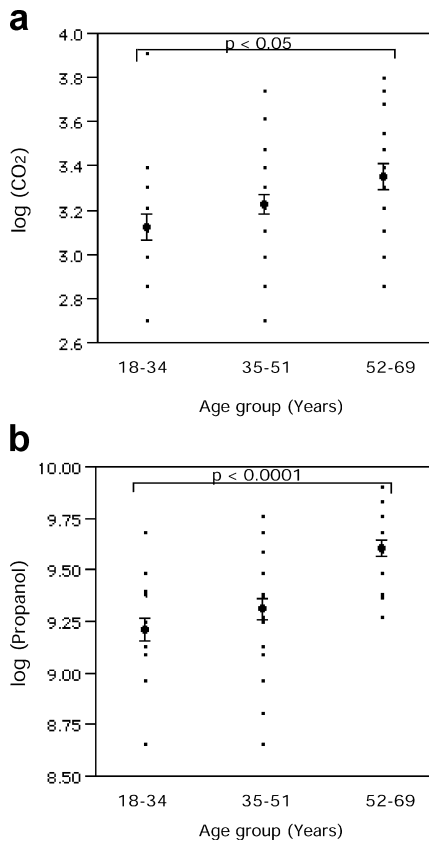 a
p < 0.05
4.0
3.8
3.6
3.4
3.2
3.0
2.8
2.6
log (CO2)
18-34 35-51 52-69
Age group (Years)
b
p < 0.0001
10.00
9.75
9.50
9.25
9.00
8.75
8.50
log (Propanol)
18-34 35-51 52-69
Age group (Years)